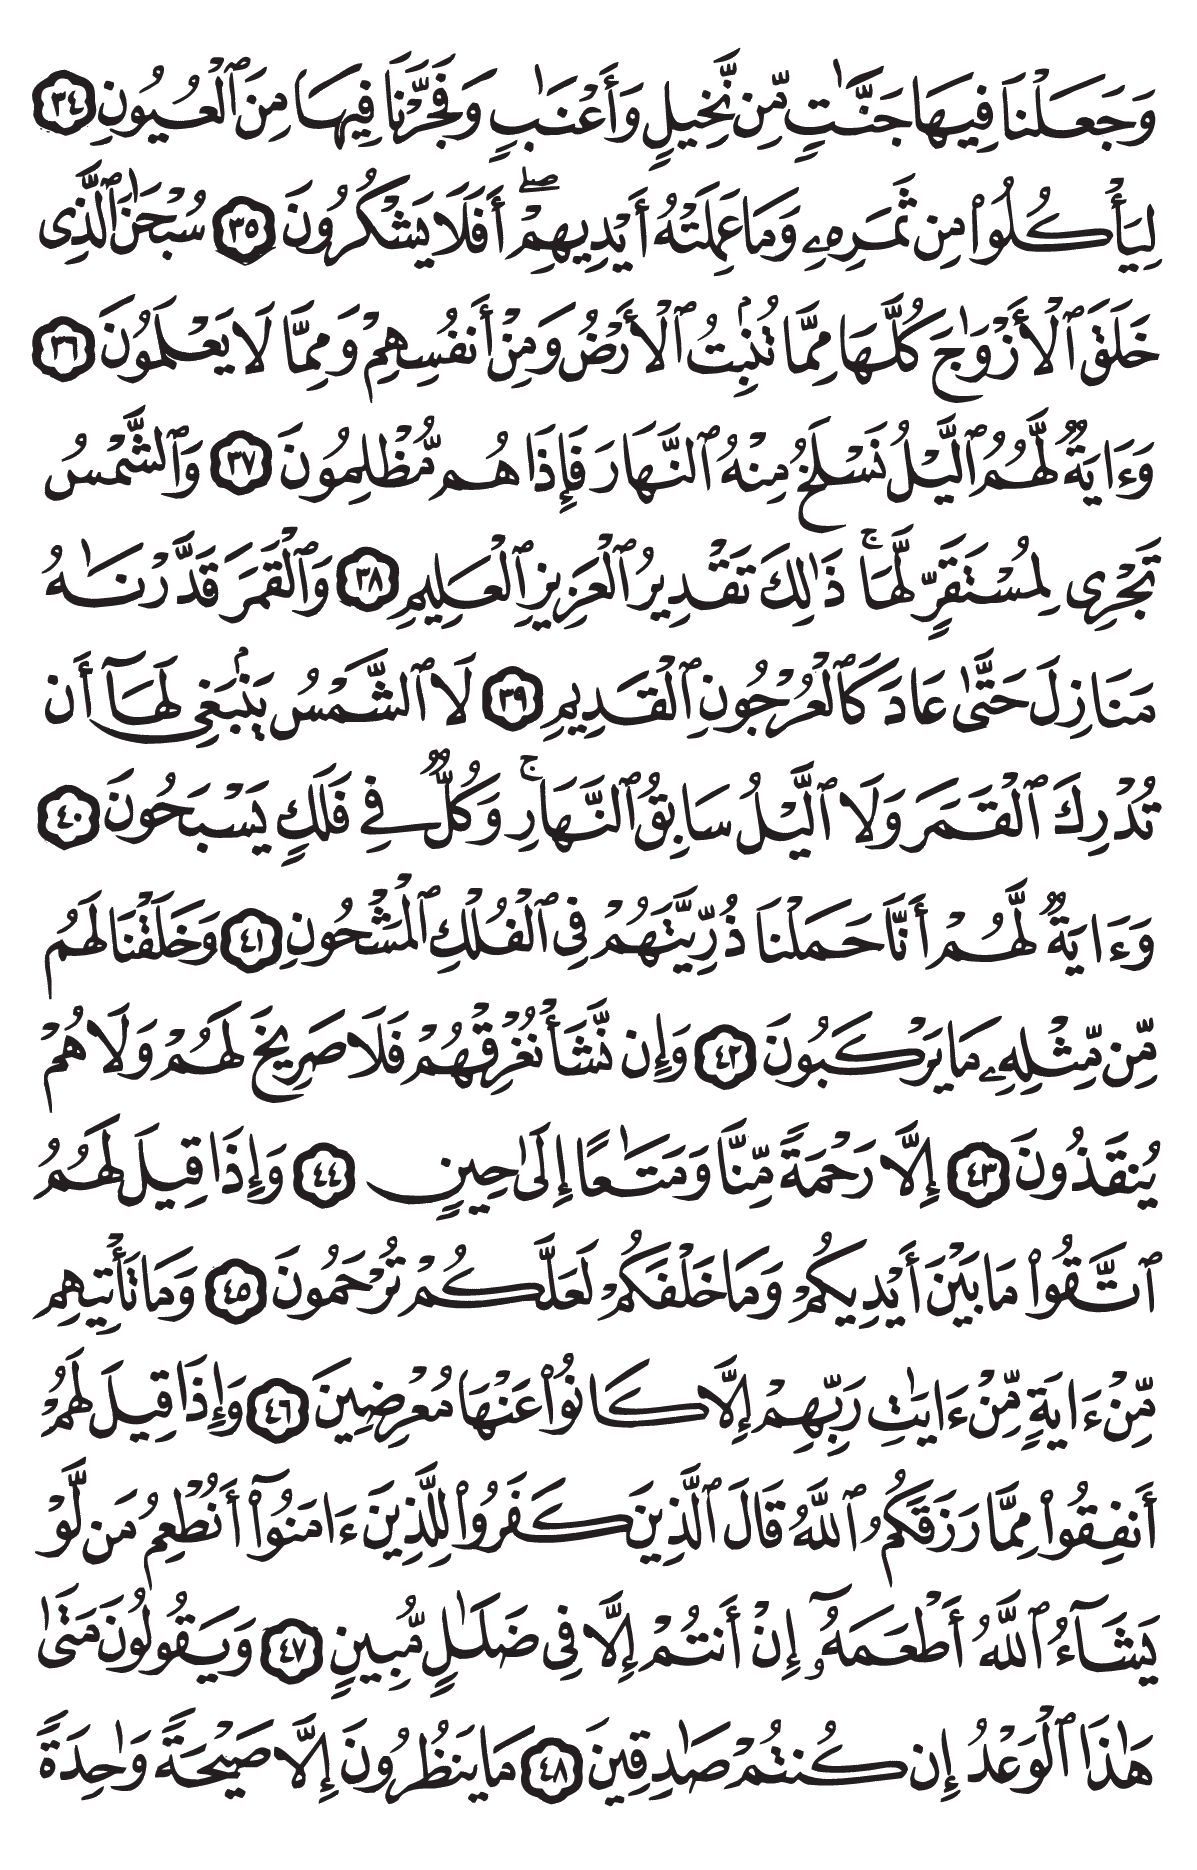 وَجَعَلْنَا فِيهَا جَنَّٰتٍ مِّن نَّخِيلٍ وَأَعْنَٰبٍ وَفَجَّرْنَا فِيهَا مِنَ ٱلْعُيُونِ ٣٤
لِيَأْكُلُوا۟ مِن ثَمَرِهِۦ وَمَا عَمِلَتْهُ أَيْدِيهِمْ ۖ أَفَلَا يَشْكُرُونَ ٣٥ سُبْحَٰنَ ٱلَّذِى
خَلَقَ ٱلْأَزْوَٰجَ كُلَّهَا مِمَّا تُنۢبِتُ ٱلْأَرْضُ وَمِنْ أَنفُسِهِمْ وَمِمَّا لَا يَعْلَمُونَ ٣٦
وَءَايَةٌ لَّهُمُ ٱلَّيْلُ نَسْلَخُ مِنْهُ ٱلنَّهَارَ فَإِذَا هُم مُّظْلِمُونَ ٣٧ وَٱلشَّمْسُ
تَجْرِى لِمُسْتَقَرٍّ لَّهَا ۚ ذَٰلِكَ تَقْدِيرُ ٱلْعَزِيزِ ٱلْعَلِيمِ ٣٨ وَٱلْقَمَرَ قَدَّرْنَٰهُ
مَنَازِلَ حَتَّىٰ عَادَ كَٱلْعُرْجُونِ ٱلْقَدِيمِ ٣٩ لَا ٱلشَّمْسُ يَنۢبَغِى لَهَآ أَن
تُدْرِكَ ٱلْقَمَرَ وَلَا ٱلَّيْلُ سَابِقُ ٱلنَّهَارِ ۚ وَكُلٌّ فِى فَلَكٍ يَسْبَحُونَ ٤٠
وَءَايَةٌ لَّهُمْ أَنَّا حَمَلْنَا ذُرِّيَّتَهُمْ فِى ٱلْفُلْكِ ٱلْمَشْحُونِ ٤١ وَخَلَقْنَا لَهُم
مِّن مِّثْلِهِۦ مَا يَرْكَبُونَ ٤٢ وَإِن نَّشَأْ نُغْرِقْهُمْ فَلَا صَرِيخَ لَهُمْ وَلَا هُمْ
يُنقَذُونَ ٤٣ إِلَّا رَحْمَةً مِّنَّا وَمَتَٰعًا إِلَىٰ حِينٍ ٤٤ وَإِذَا قِيلَ لَهُمُ
ٱتَّقُوا۟ مَا بَيْنَ أَيْدِيكُمْ وَمَا خَلْفَكُمْ لَعَلَّكُمْ تُرْحَمُونَ ٤٥ وَمَا تَأْتِيهِم
مِّنْ ءَايَةٍ مِّنْ ءَايَٰتِ رَبِّهِمْ إِلَّا كَانُوا۟ عَنْهَا مُعْرِضِينَ ٤٦ وَإِذَا قِيلَ لَهُمْ
أَنفِقُوا۟ مِمَّا رَزَقَكُمُ ٱللَّهُ قَالَ ٱلَّذِينَ كَفَرُوا۟ لِلَّذِينَ ءَامَنُوٓا۟ أَنُطْعِمُ مَن لَّوْ
يَشَآءُ ٱللَّهُ أَطْعَمَهُۥٓ إِنْ أَنتُمْ إِلَّا فِى ضَلَٰلٍ مُّبِينٍ ٤٧ وَيَقُولُونَ مَتَىٰ
هَٰذَا ٱلْوَعْدُ إِن كُنتُمْ صَٰدِقِينَ ٤٨ مَا يَنظُرُونَ إِلَّا صَيْحَةً وَٰحِدَةً